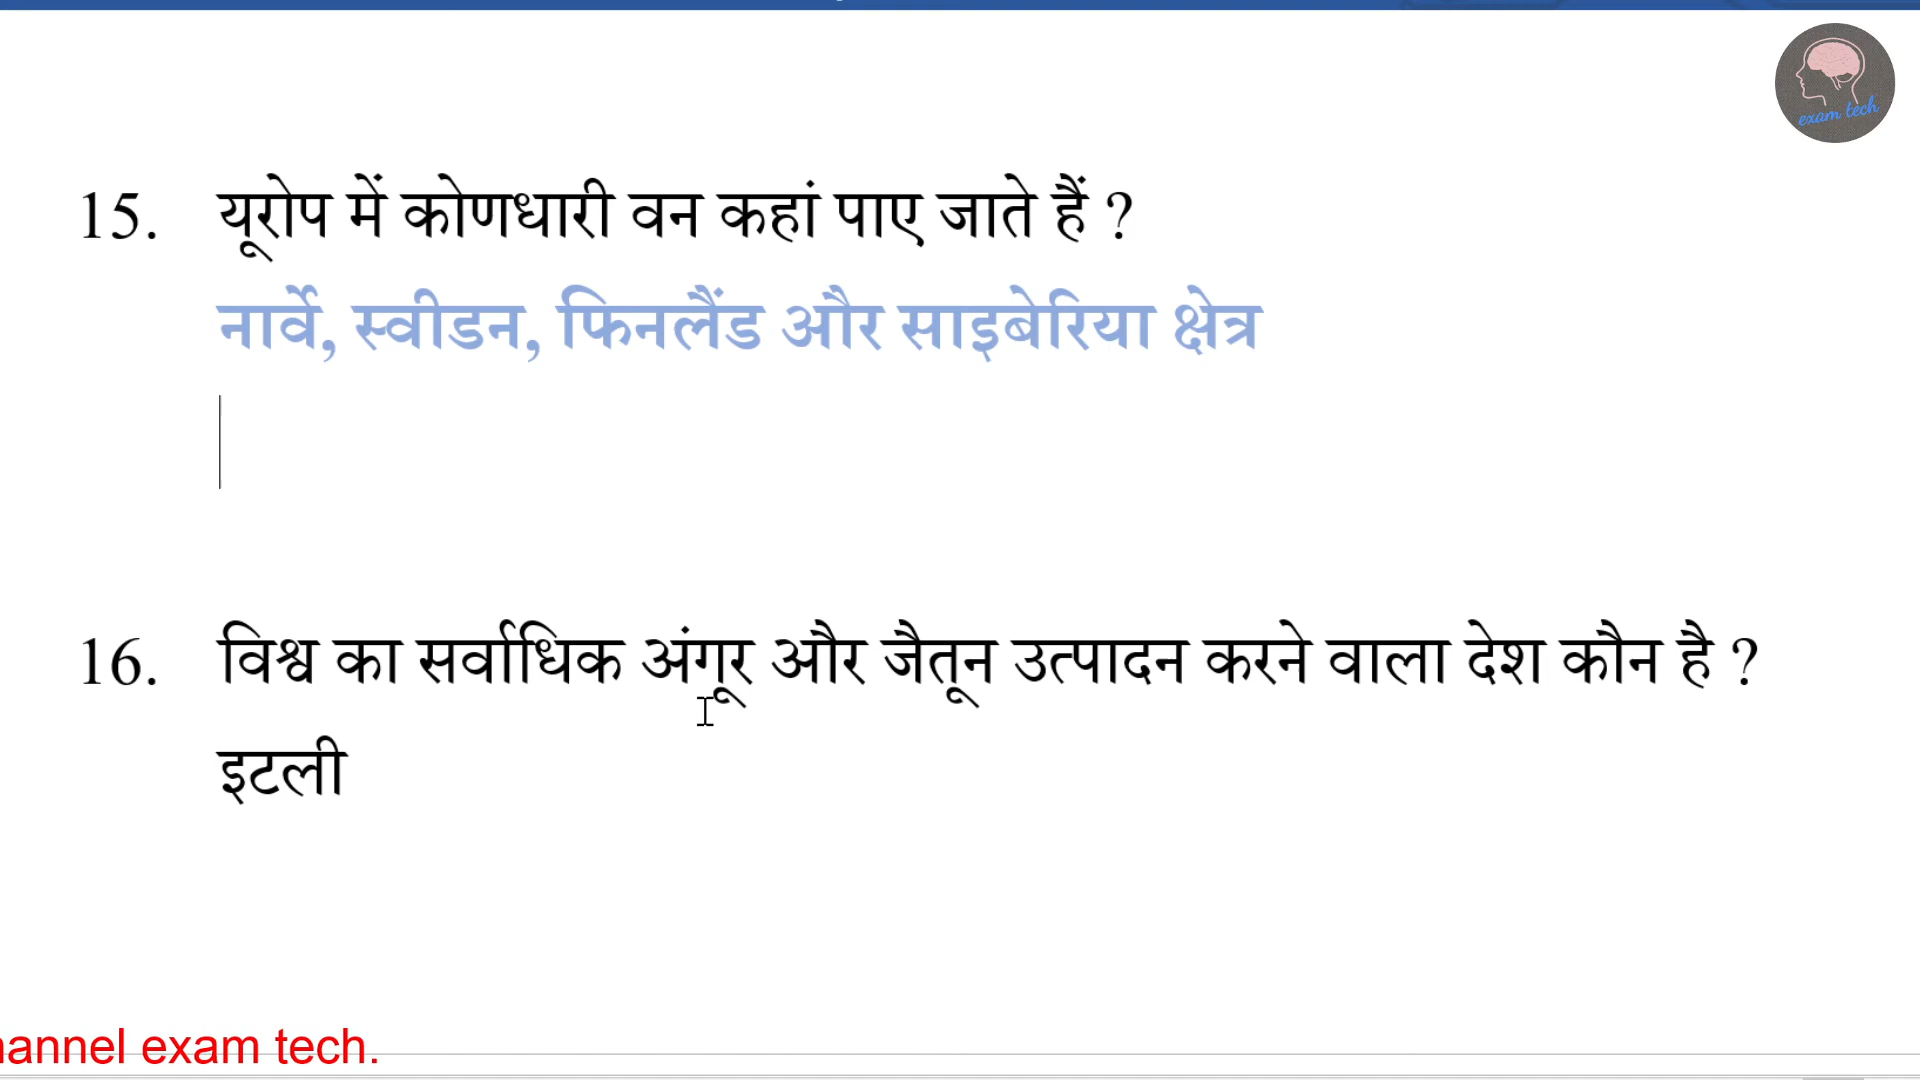 exam tech
15. यूरोप में कोणधारी वन कहां पाए जाते हैं ?
नार्वे, स्वीडन, फिनलैंड और साइबेरिया क्षेत्र
16. विश्व का सर्वाधिक अंगूर और जैतून उत्पादन करने वाला देश कौन है ?
इटली
exam tech.